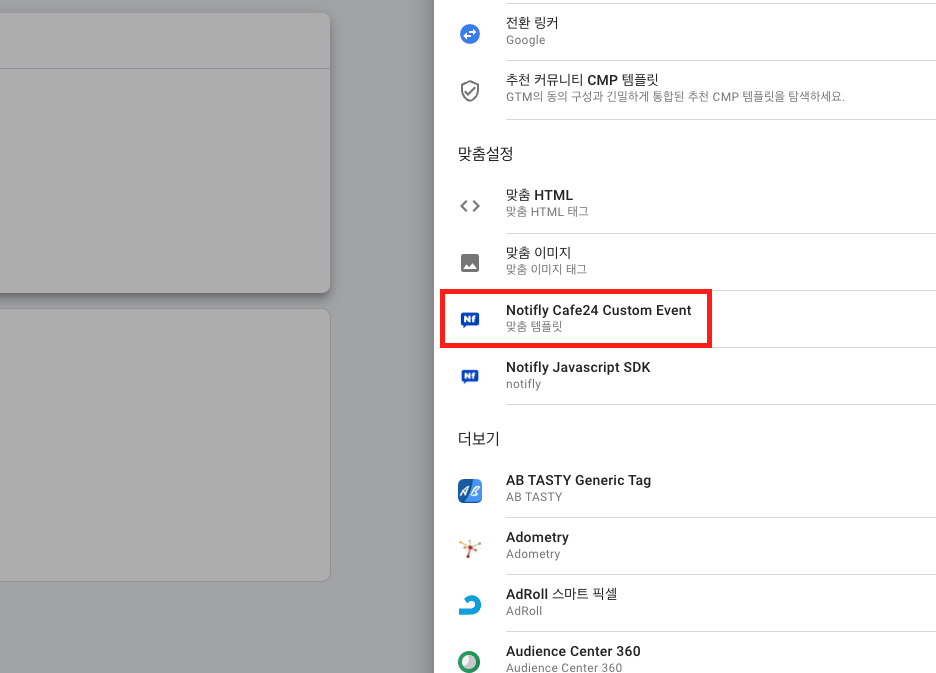 전환 링커
Google
추천 커뮤니티 CMP 템플릿
GTM의 동의 구성과 긴밀하게 통합된 추천 CMP 템플릿을 탐색하세요.
맞춤설정
맞춤 HTML
맞춤 HTML 태그
맞춤 이미지
맞춤 이미지 태그
Nf
Notifly Cafe24 Custom Event
맞춤 템플릿
Nf
Notifly Javascript SDK
notifly
더보기
AB
AB TASTY Generic Tag
AB TASTY
Adometry
Adometry
AdRoll 스마트 픽셀
AdRoll
Audience Center 360
Audience Center 360